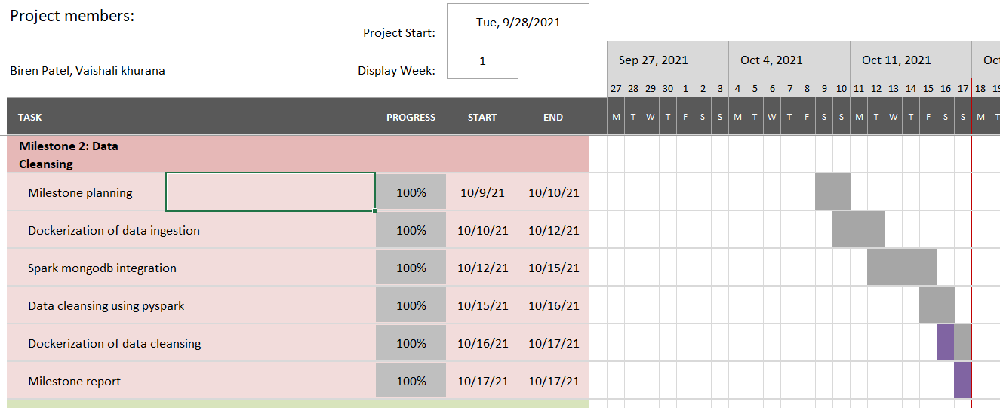 Project members:
Project Start: Tue, 9/28/2021
Biren Patel, Vaishali khurana
Display Week: 1
Sep 27, 2021 Oct 4, 2021 Oct 11, 2021 Oct
27 28 29 30 1 2 3 4 5 6 7 8 9 10 11 12 13 14 15 16 17 18 19
TASK PROGRESS START END M T W T F S S M T W T F S S M T W T F S S M T
Milestone 2: Data
Cleansing
Milestone planning 100% 10/9/21 10/10/21
Dockerization of data ingestion 100% 10/10/21 10/12/21
Spark mongodb integration 100% 10/12/21 10/15/21
Data cleansing using pyspark 100% 10/15/21 10/16/21
Dockerization of data cleansing 100% 10/16/21 10/17/21
Milestone report 100% 10/17/21 10/17/21